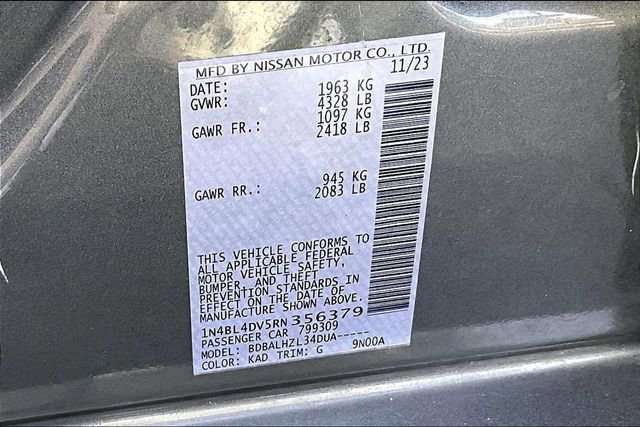 MFD BY NISSAN MOTOR CO., LTD.
DATE: 11/23
GVWR: 1963 KG
4328 LB
GAWR FR.: 1097 KG
2418 LB
GAWR RR.: 945 KG
2083 LB
THIS VEHICLE CONFORMS TO
ALL APPLICABLE FEDERAL
MOTOR VEHICLE SAFETY,
BUMPER, AND THEFT
PREVENTION STANDARDS IN
EFFECT ON THE DATE OF
MANUFACTURE SHOWN ABOVE.
1N4BL4DV5RN356379
PASSENGER CAR 799309
MODEL: BDBALHZL34DUA-----
COLOR: KAD TRIM: G 9N00A